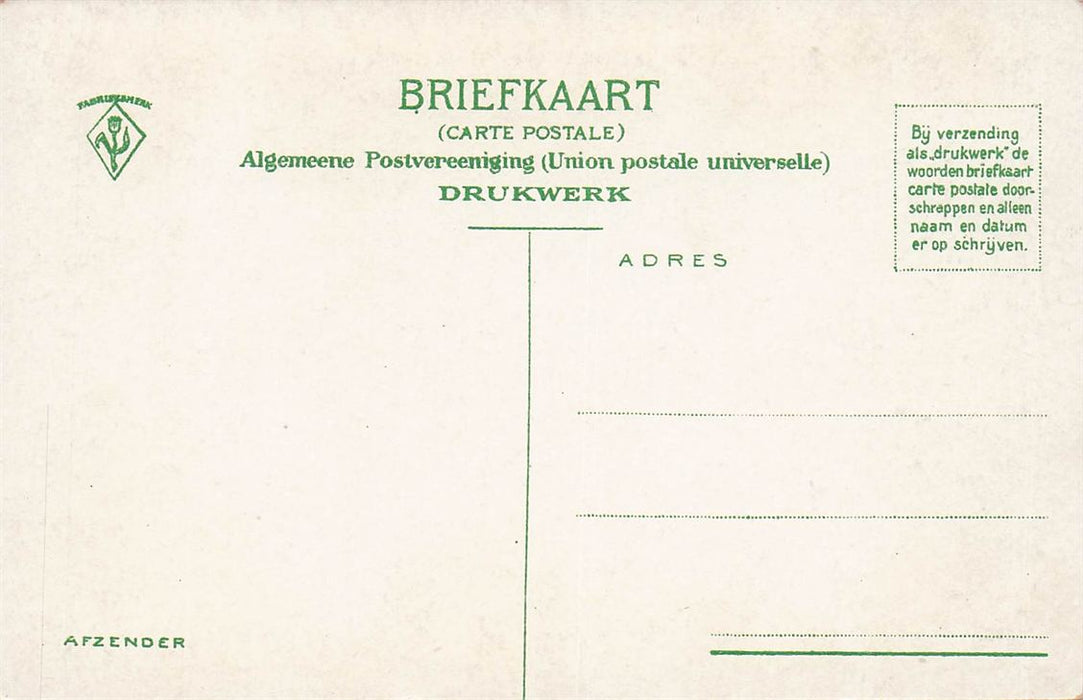 FABRIEKSMERK
BRIEFKAART
(CARTE POSTALE)
Algemeene Postvereeniging (Union postale universelle)
DRUKWERK
Bij verzending
als „drukwerk" de
woorden briefkaart
carte postale door-
schrappen en alleen
naam en datum
er op schrijven.
ADRES
AFZENDER